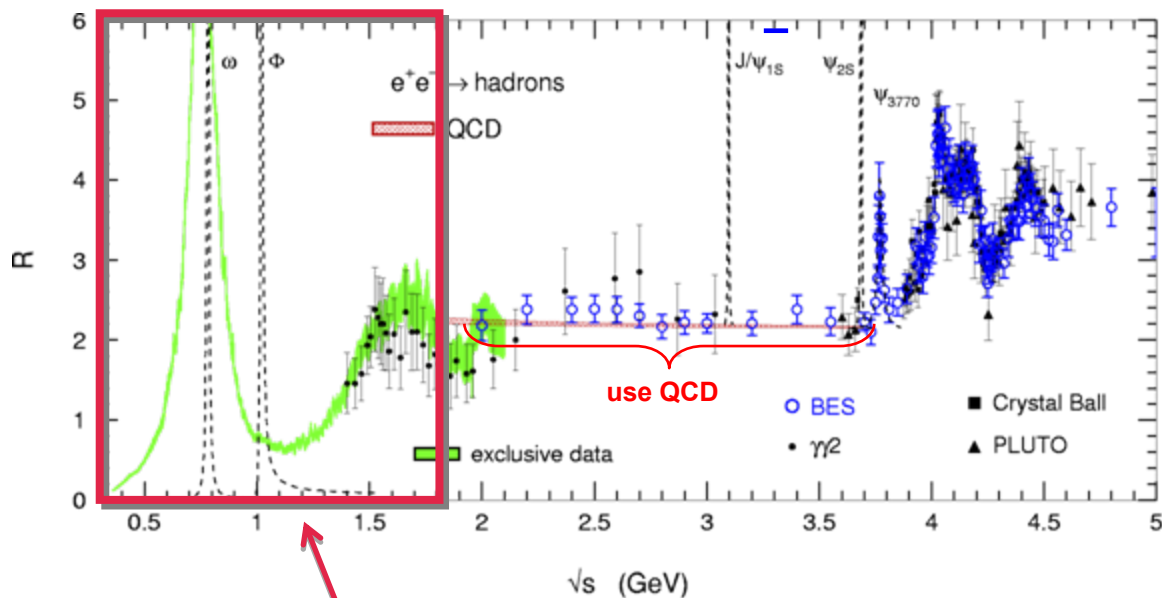 6
5
4
3
2
1
0
R
ω
Φ
e⁺e⁻ → hadrons
QCD
J/ψ1S
ψ2S
ψ3770
use QCD
exclusive data
BES
γγ2
Crystal Ball
PLUTO
0.5 1 1.5 2 2.5 3 3.5 4 4.5 5
√s (GeV)